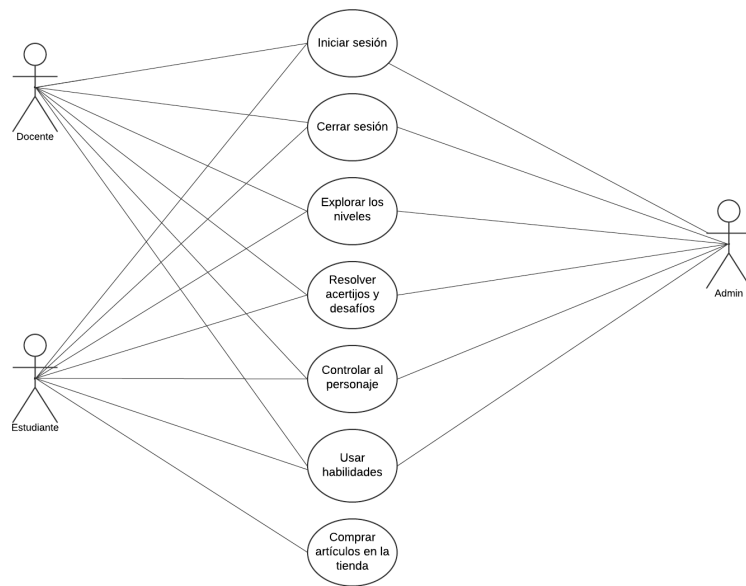 Iniciar sesión
Docente
Cerrar sesión
Explorar los
niveles
Resolver
acertijos y
desafíos
Admin
Controlar al
personaje
Estudiante
Usar
habilidades
Comprar
artículos en la
tienda